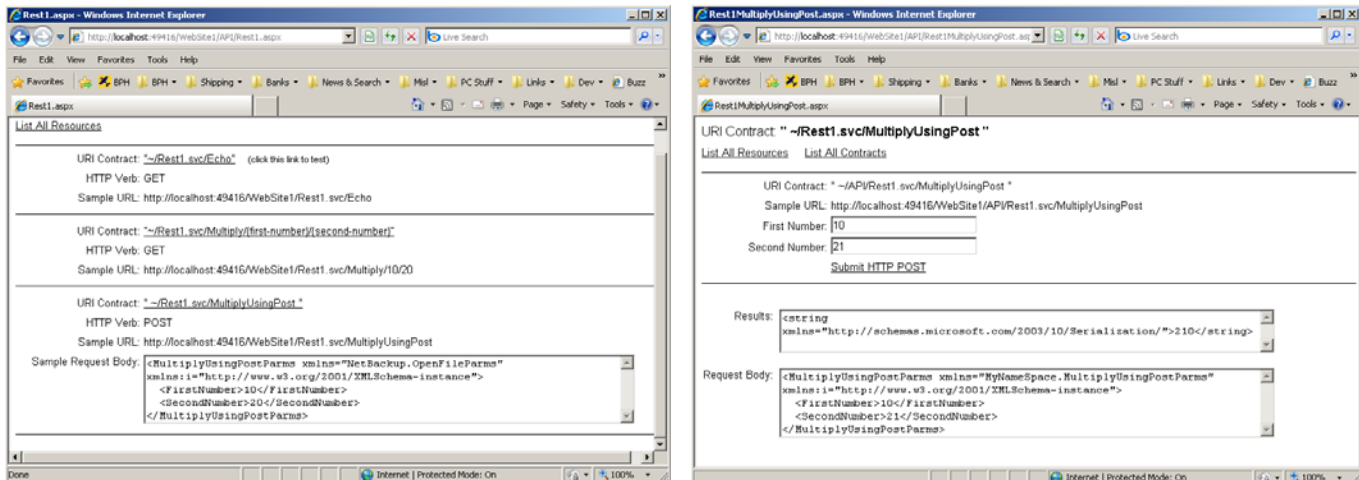 Rest1.aspx - Windows Internet Explorer
http://localhost:49416/WebSite1/API/Rest1.aspx
Live Search
File Edit View Favorites Tools Help
Favorites BPH BPH Shipping Banks News & Search Misl PC Stuff Links Dev Buzz
Rest1.aspx
Page Safety Tools
List All Resources
URI Contract: "~/Rest1.svc/Echo" (click this link to test)
HTTP Verb: GET
Sample URL: http://localhost:49416/WebSite1/Rest1.svc/Echo
URI Contract: "~/Rest1.svc/Multiply/{first-number}/{second-number}"
HTTP Verb: GET
Sample URL: http://localhost:49416/WebSite1/Rest1.svc/Multiply/10/20
URI Contract: " ~/Rest1.svc/MultiplyUsingPost "
HTTP Verb: POST
Sample URL: http://localhost:49416/WebSite1/Rest1.svc/MultiplyUsingPost
Sample Request Body: <MultiplyUsingPostParms xmlns="NetBackup.OpenFileParms"
xmlns:i="http://www.w3.org/2001/XMLSchema-instance">
<FirstNumber>10</FirstNumber>
<SecondNumber>20</SecondNumber>
</MultiplyUsingPostParms>
Done
Internet | Protected Mode: On
100%
Rest1MultiplyUsingPost.aspx - Windows Internet Explorer
http://localhost:49416/WebSite1/API/Rest1MultiplyUsingPost.asp
Live Search
File Edit View Favorites Tools Help
Favorites BPH BPH Shipping Banks News & Search Misl PC Stuff Links Dev Buzz
Rest1MultiplyUsingPost.aspx
Page Safety Tools
URI Contract: " ~/Rest1.svc/MultiplyUsingPost "
List All Resources List All Contracts
URI Contract: " ~/API/Rest1.svc/MultiplyUsingPost "
Sample URL: http://localhost:49416/WebSite1/API/Rest1.svc/MultiplyUsingPost
First Number: 10
Second Number: 21
Submit HTTP POST
Results: <string
xmlns="http://schemas.microsoft.com/2003/10/Serialization/">210</string>
Request Body: <MultiplyUsingPostParms xmlns="MyNameSpace.MultiplyUsingPostParms"
xmlns:i="http://www.w3.org/2001/XMLSchema-instance">
<FirstNumber>10</FirstNumber>
<SecondNumber>21</SecondNumber>
</MultiplyUsingPostParms>
Internet | Protected Mode: On
100%